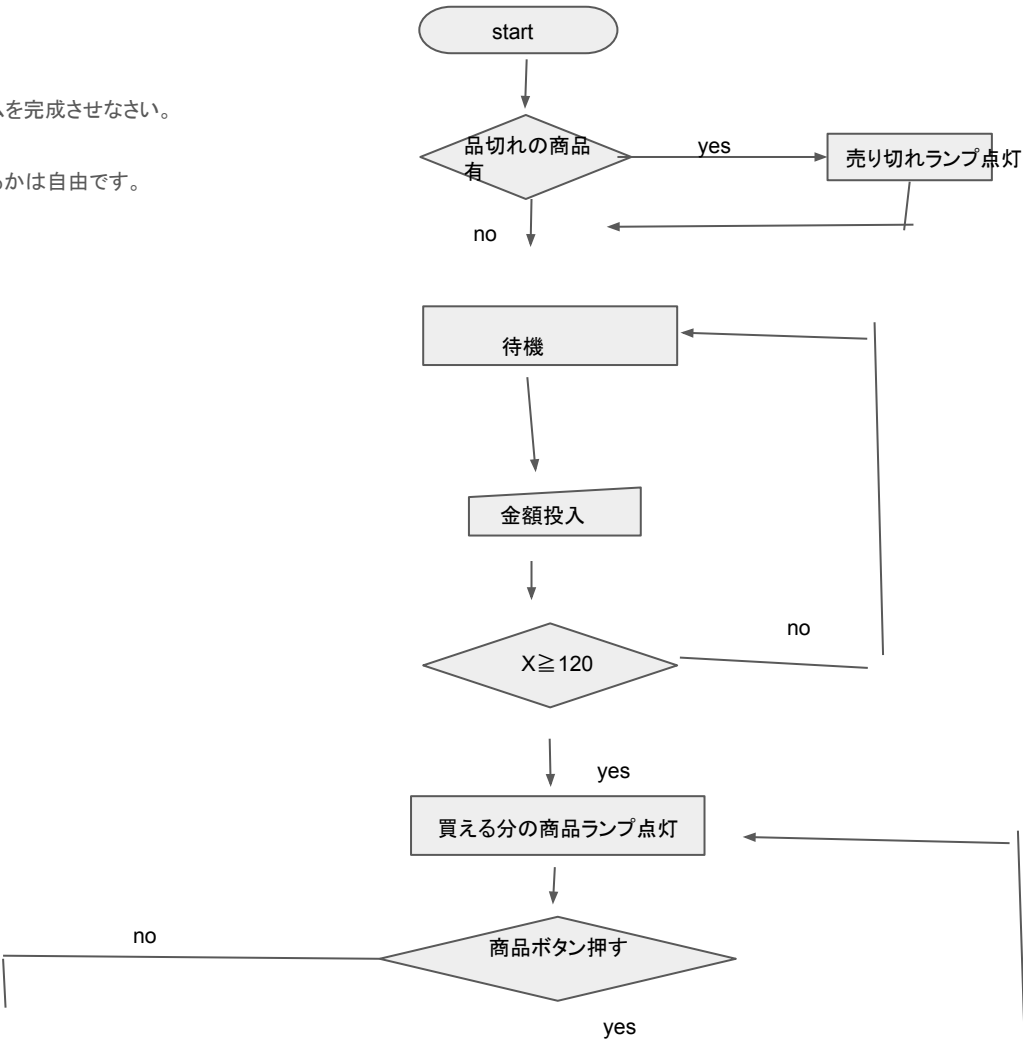 start
を完成させなさい。
かは自由です。
品切れの商品
有
yes
売り切れランプ点灯
no
待機
金額投入
X≧120
no
yes
買える分の商品ランプ点灯
商品ボタン押す
no
yes